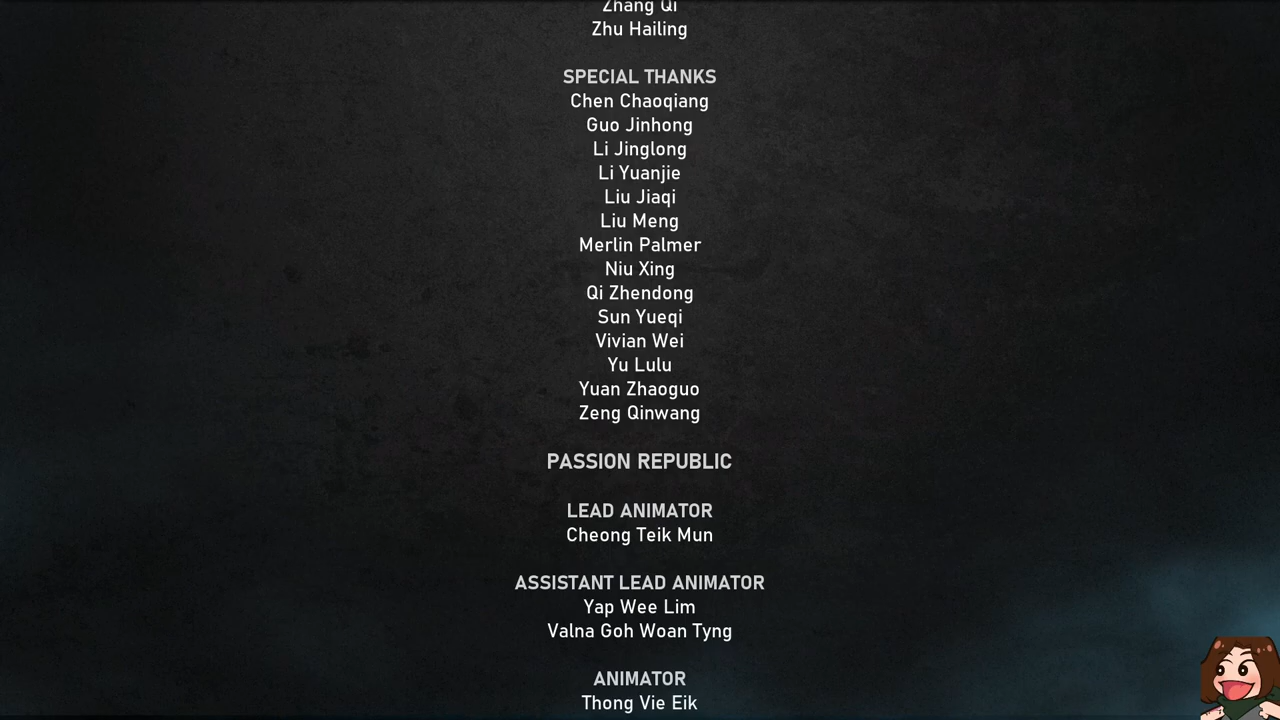 Zhang Qi
Zhu Hailing
SPECIAL THANKS
Chen Chaoqiang
Guo Jinhong
Li Jinglong
Li Yuanjie
Liu Jiaqi
Liu Meng
Merlin Palmer
Niu Xing
Qi Zhendong
Sun Yueqi
Vivian Wei
Yu Lulu
Yuan Zhaoguo
Zeng Qinwang
PASSION REPUBLIC
LEAD ANIMATOR
Cheong Teik Mun
ASSISTANT LEAD ANIMATOR
Yap Wee Lim
Valna Goh Woan Tyng
ANIMATOR
Thong Vie Eik